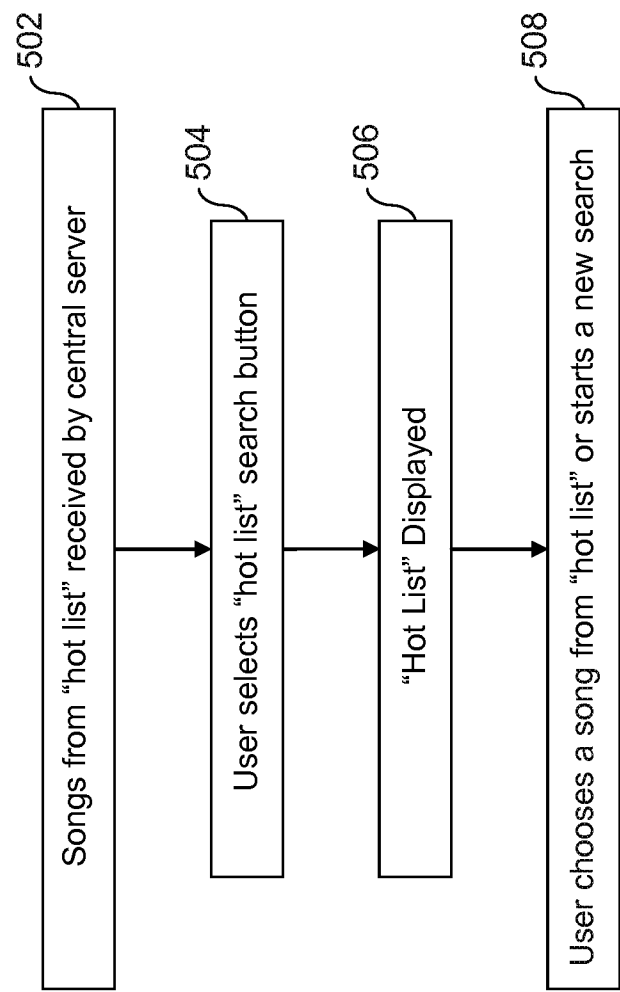 502
Songs from “hot list” received by central server
504
User selects “hot list” search button
506
“Hot List” Displayed
508
User chooses a song from “hot list” or starts a new search